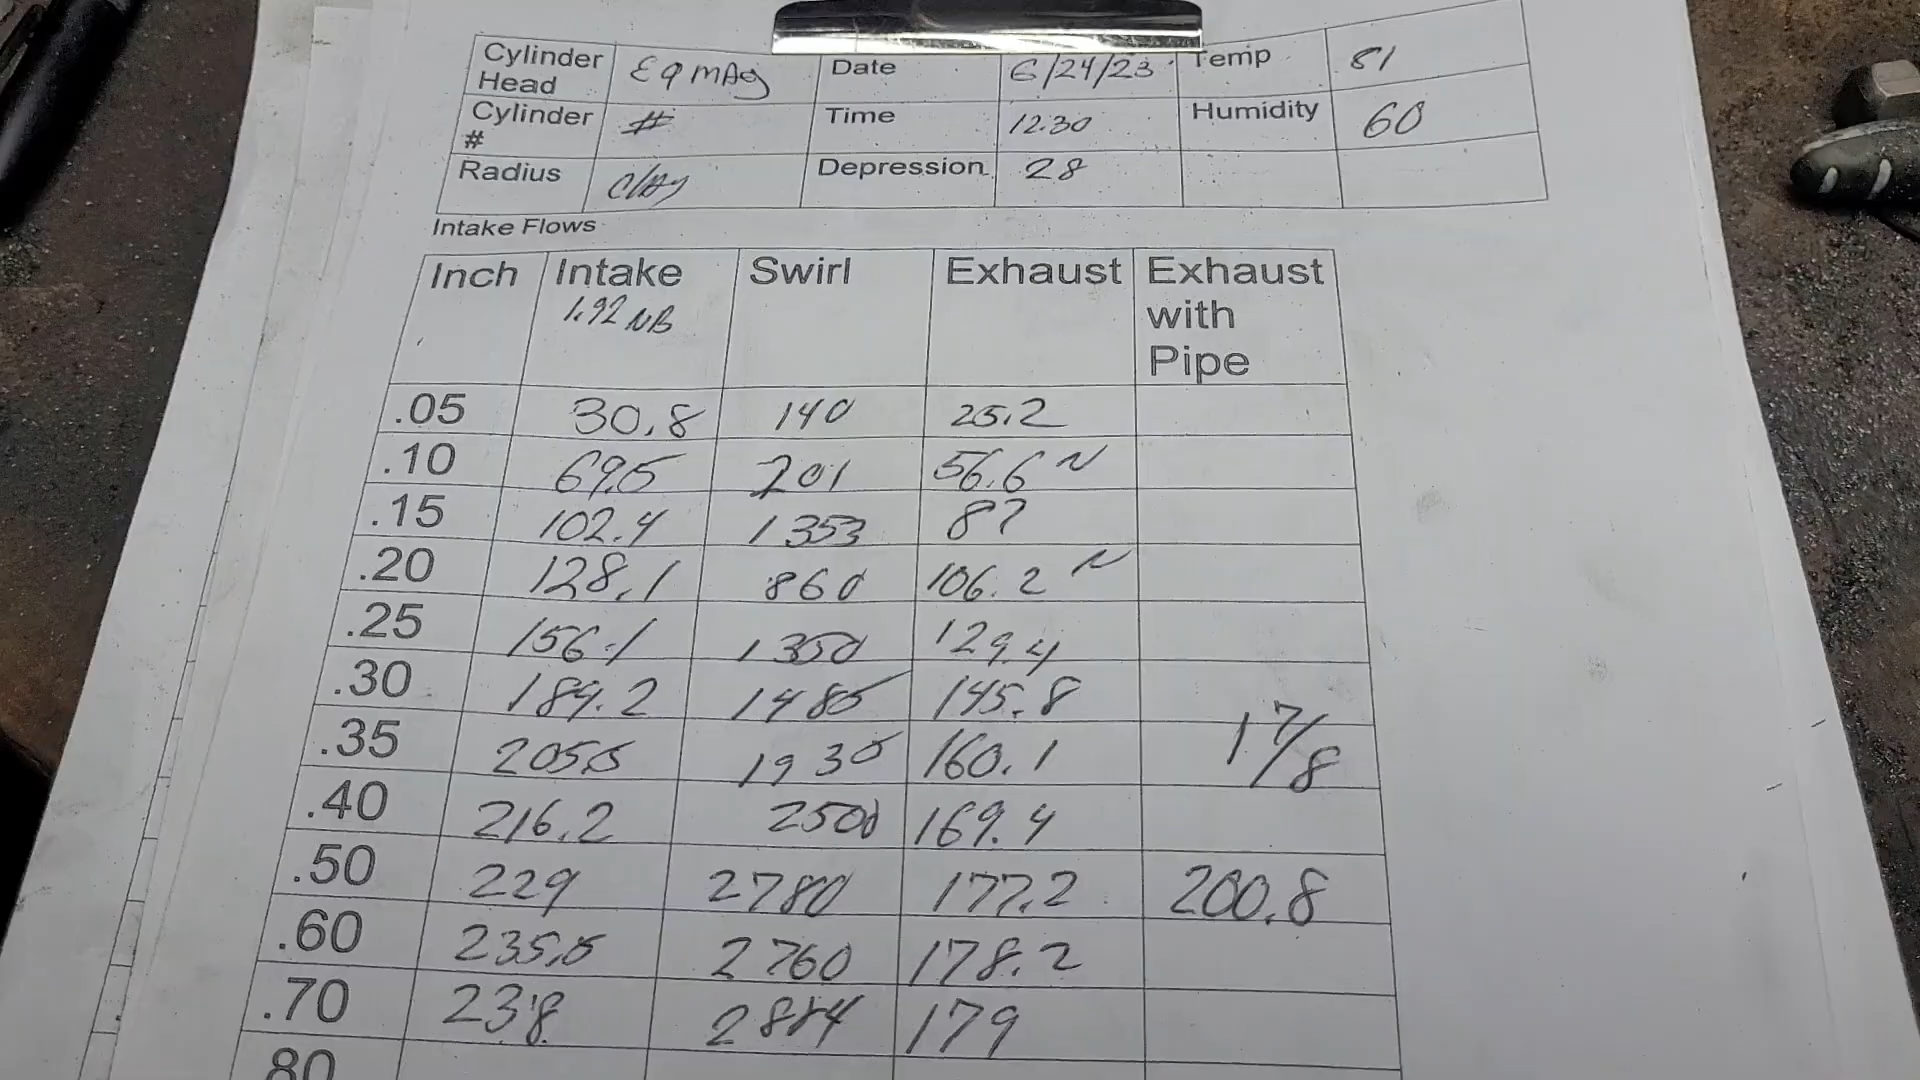 Cylinder Head EQ MAg Date 6/24/23 Temp 81
Cylinder # # Time 12.30 Humidity 60
Radius ClAy Depression 28
Intake Flows
Inch Intake 1.92 NB Swirl Exhaust Exhaust with Pipe
.05 30.8 140 25.2
.10 69.5 201 56.6 N
.15 102.4 1353 87
.20 128.1 860 106.2 N
.25 156.1 1350 129.4
.30 189.2 1485 145.8
.35 205.5 1935 160.1 1 7/8
.40 216.2 2500 169.4
.50 229 2780 177.2 200.8
.60 235.5 2760 178.2
.70 238 179
.80